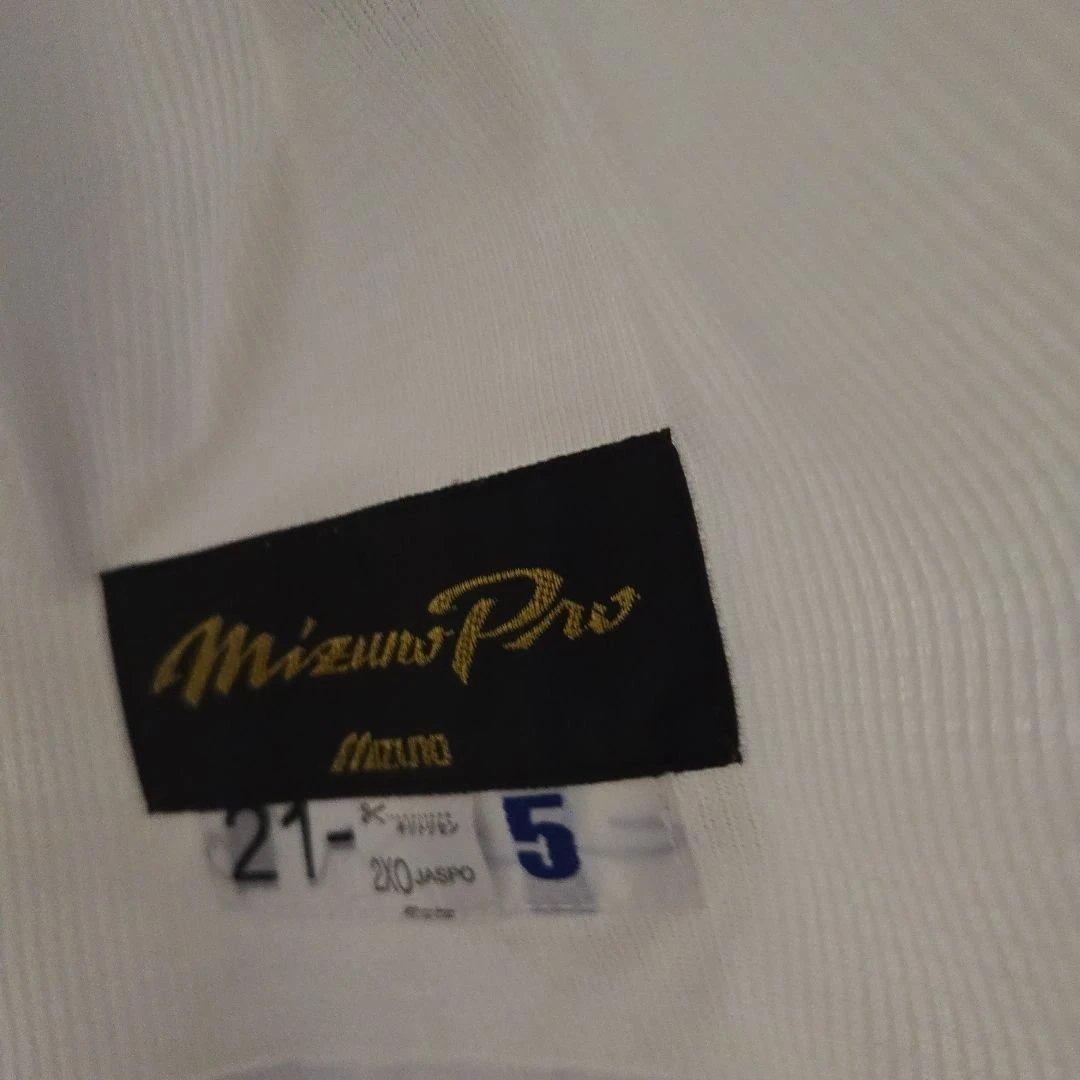 Mizuno Pro
Mizuno
21-
2XO JASPO
5